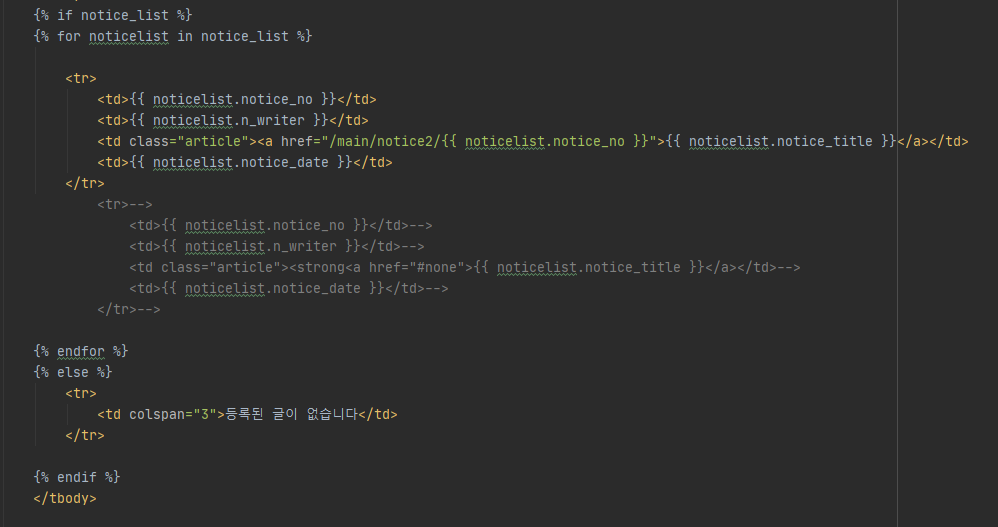 {% if notice_list %}
{% for noticelist in notice_list %}
<tr>
<td>{{ noticelist.notice_no }}</td>
<td>{{ noticelist.n_writer }}</td>
<td class="article"><a href="/main/notice2/{{ noticelist.notice_no }}">{{ noticelist.notice_title }}</a></td>
<td>{{ noticelist.notice_date }}</td>
</tr>
<tr>-->
<td>{{ noticelist.notice_no }}</td>-->
<td>{{ noticelist.n_writer }}</td>-->
<td class="article"><strong<a href="#none">{{ noticelist.notice_title }}</a></td>-->
<td>{{ noticelist.notice_date }}</td>-->
</tr>-->
{% endfor %}
{% else %}
<tr>
<td colspan="3">등록된 글이 없습니다</td>
</tr>
{% endif %}
</tbody>